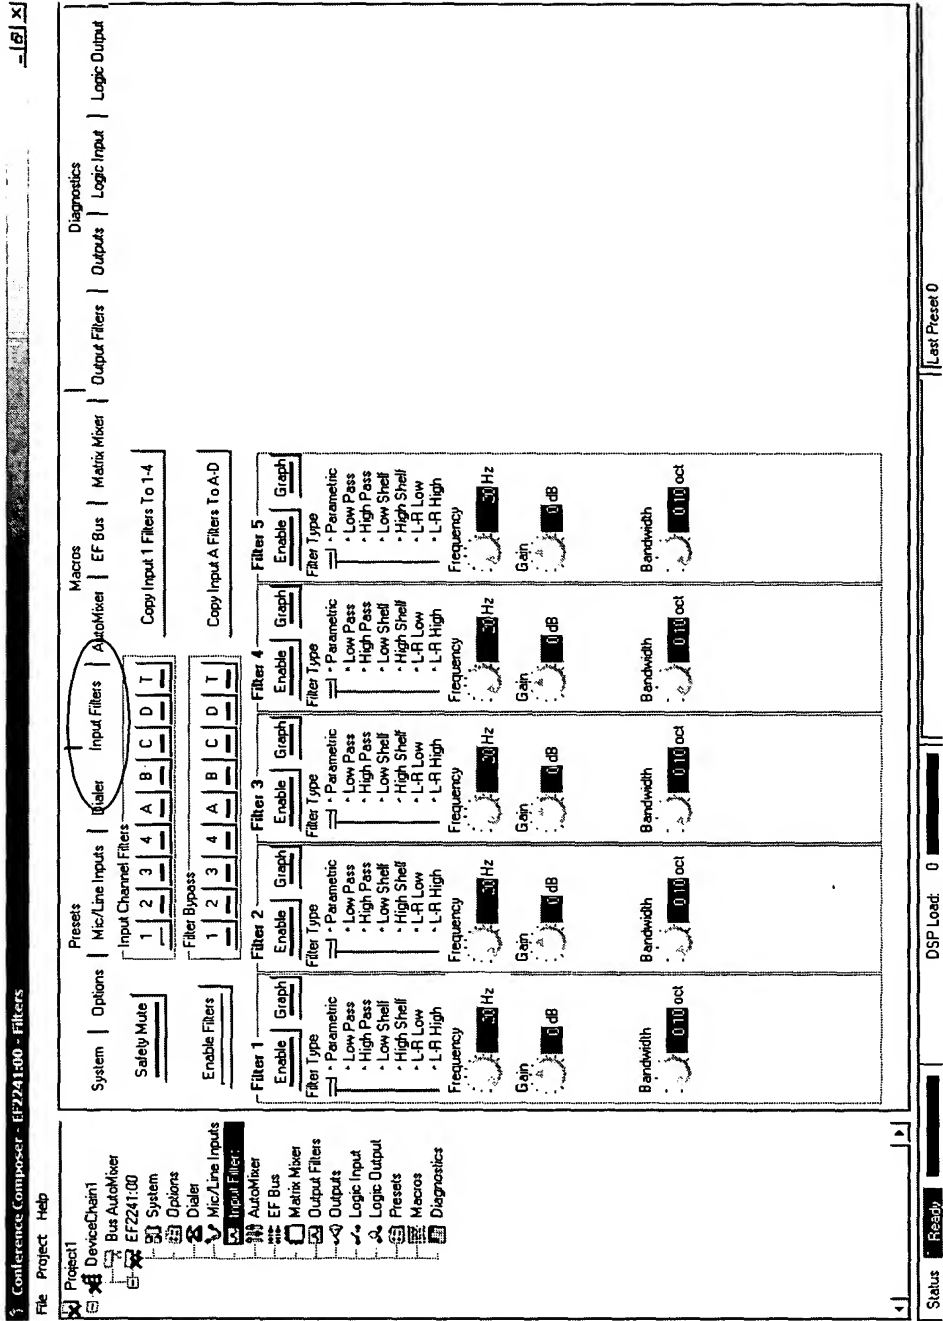 Conference Composer - EF2241:00 - Filters
File Project Help
Project1
DeviceChain1
Bus AutoMixer
EF2241:00
System
Options
Dialer
Mic/Line Inputs
Input Filters
AutoMixer
EF Bus
Matrix Mixer
Output Filters
Outputs
Logic Input
Logic Output
Presets
Macros
Diagnostics
Presets Macros Diagnostics
System Options Mic/Line Inputs Dialer Input Filters AutoMixer EF Bus Matrix Mixer Output Filters Outputs Logic Input Logic Output
Safety Mute
Input Channel Filters
1 2 3 4 A B C D T
Copy Input 1 Filters To 1-4
Enable Filters
Filter Bypass
1 2 3 4 A B C D T
Copy Input A Filters To A-D
Filter 1
Enable Graph
Filter Type
Parametric
Low Pass
High Pass
Low Shelf
High Shelf
L-R Low
L-R High
Frequency
20 Hz
Gain
0 dB
Bandwidth
0.10 oct
Filter 2
Enable Graph
Filter Type
Parametric
Low Pass
High Pass
Low Shelf
High Shelf
L-R Low
L-R High
Frequency
20 Hz
Gain
0 dB
Bandwidth
0.10 oct
Filter 3
Enable Graph
Filter Type
Parametric
Low Pass
High Pass
Low Shelf
High Shelf
L-R Low
L-R High
Frequency
20 Hz
Gain
0 dB
Bandwidth
0.10 oct
Filter 4
Enable Graph
Filter Type
Parametric
Low Pass
High Pass
Low Shelf
High Shelf
L-R Low
L-R High
Frequency
20 Hz
Gain
0 dB
Bandwidth
0.10 oct
Filter 5
Enable Graph
Filter Type
Parametric
Low Pass
High Pass
Low Shelf
High Shelf
L-R Low
L-R High
Frequency
20 Hz
Gain
0 dB
Bandwidth
0.10 oct
Status Ready DSP Load: 0 Last Preset 0